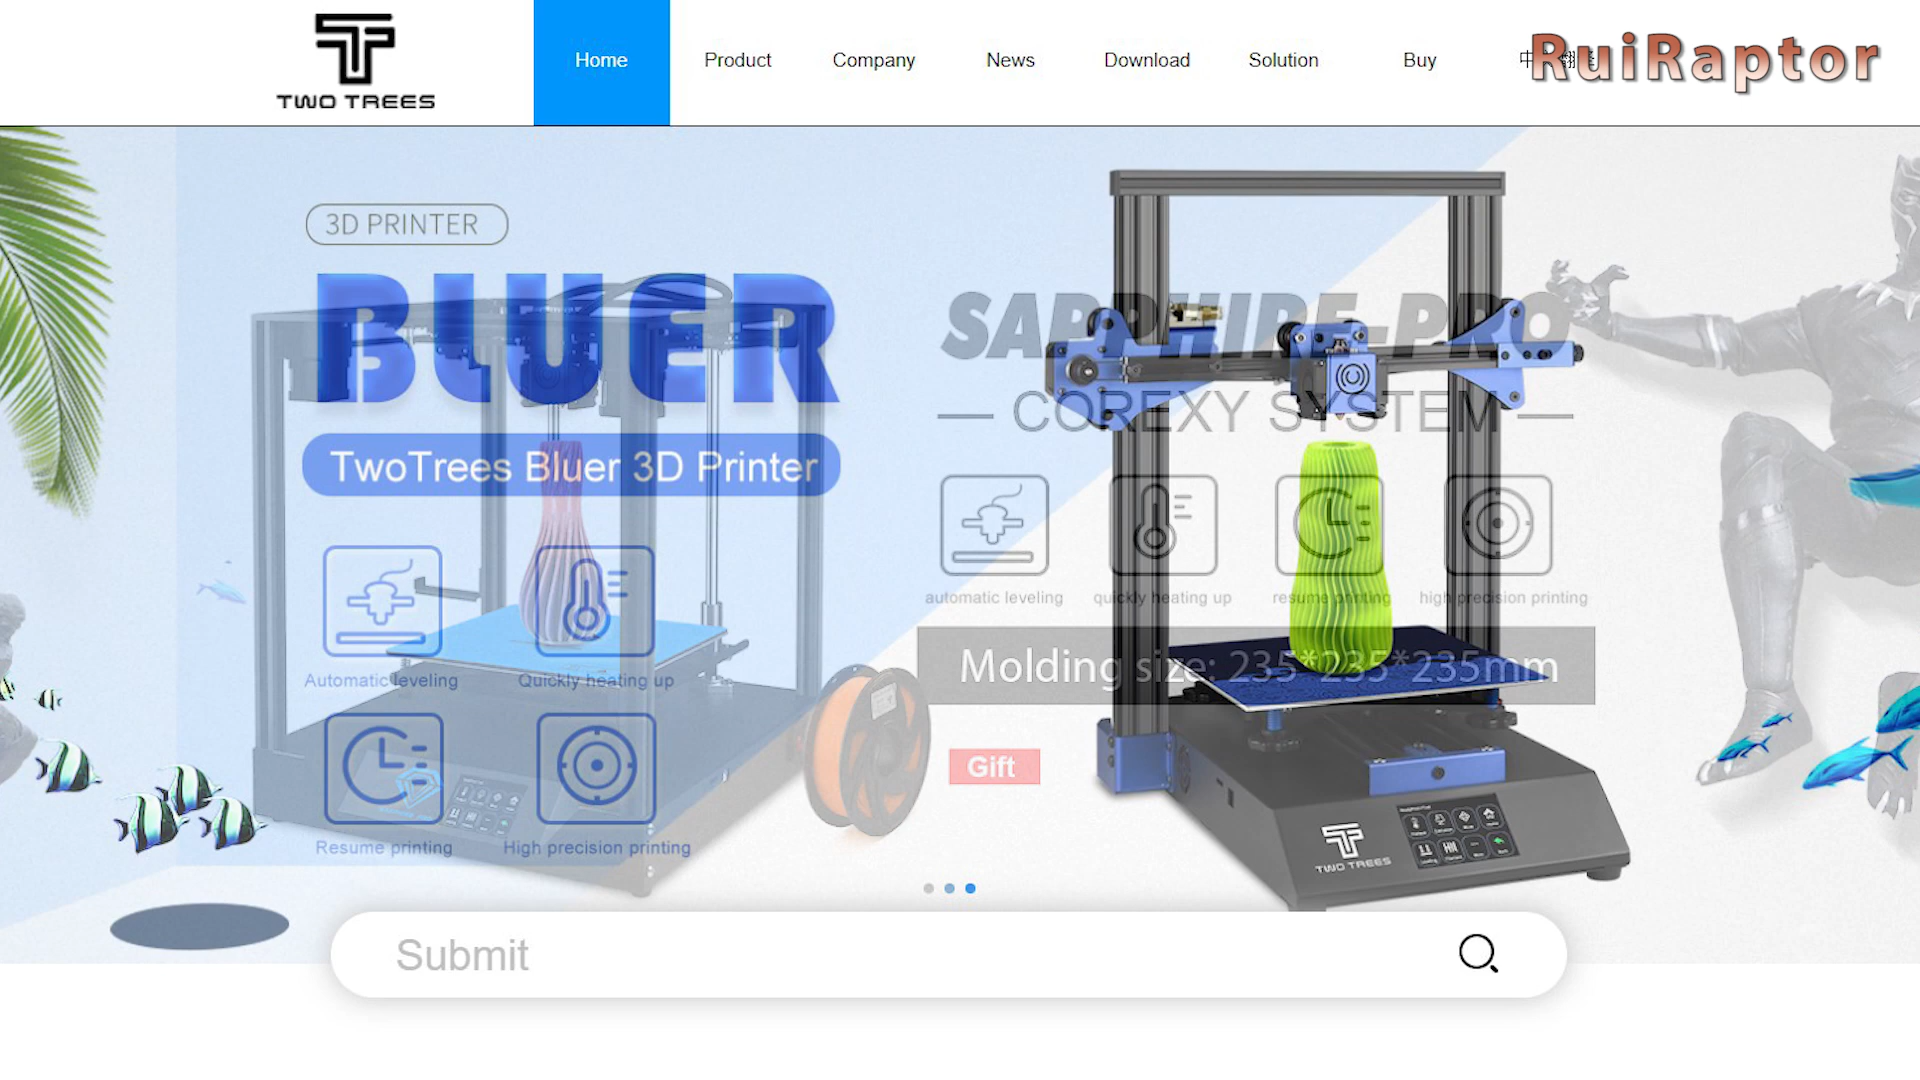 TWO TREES
Home
Product
Company
News
Download
Solution
Buy
RuiRaptor
3D PRINTER
BLUER
TwoTrees Bluer 3D Printer
Automatic leveling
Quickly heating up
Resume printing
High precision printing
SAPPHIRE-PRO
COREXY SYSTEM
automatic leveling
quickly heating up
resume printing
high precision printing
Molding size: 235*235*235mm
Gift
TWO TREES
Submit